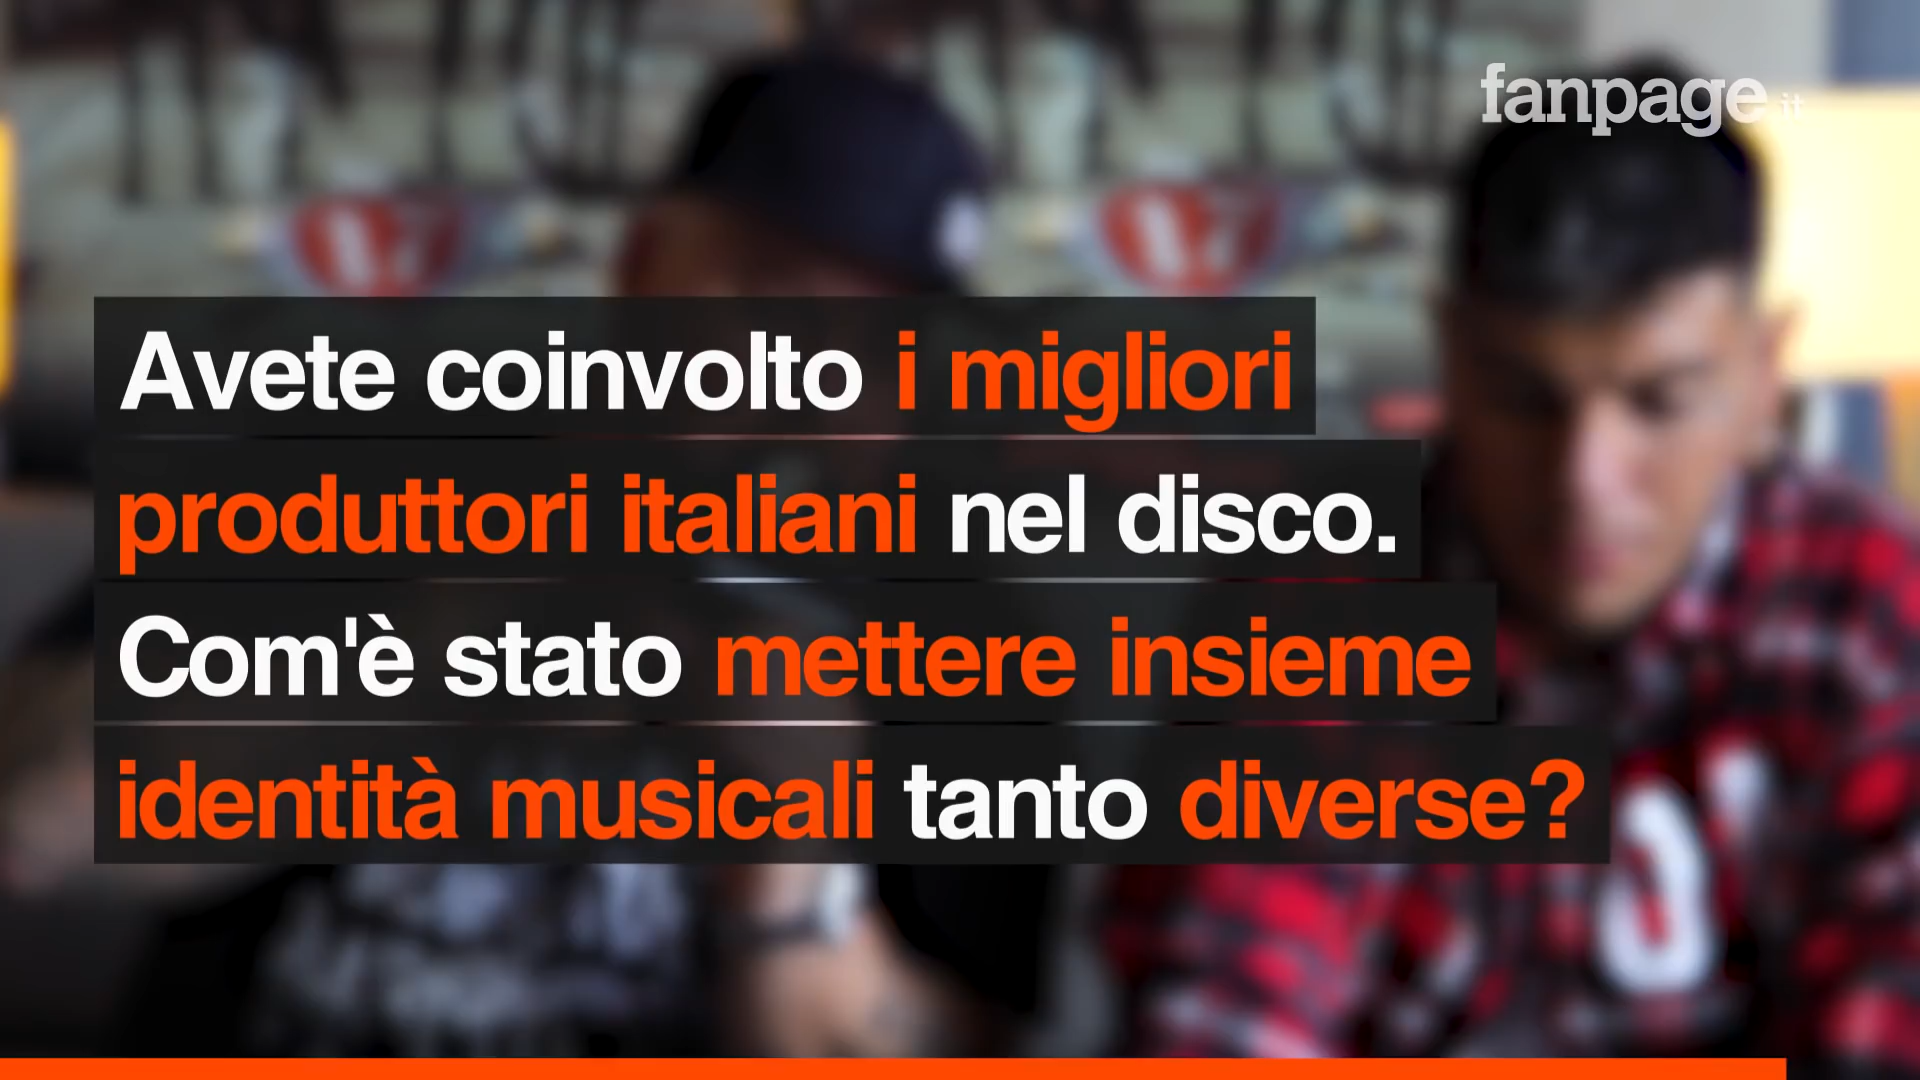 fanpage.it
Avete coinvolto i migliori
produttori italiani nel disco.
Com'è stato mettere insieme
identità musicali tanto diverse?